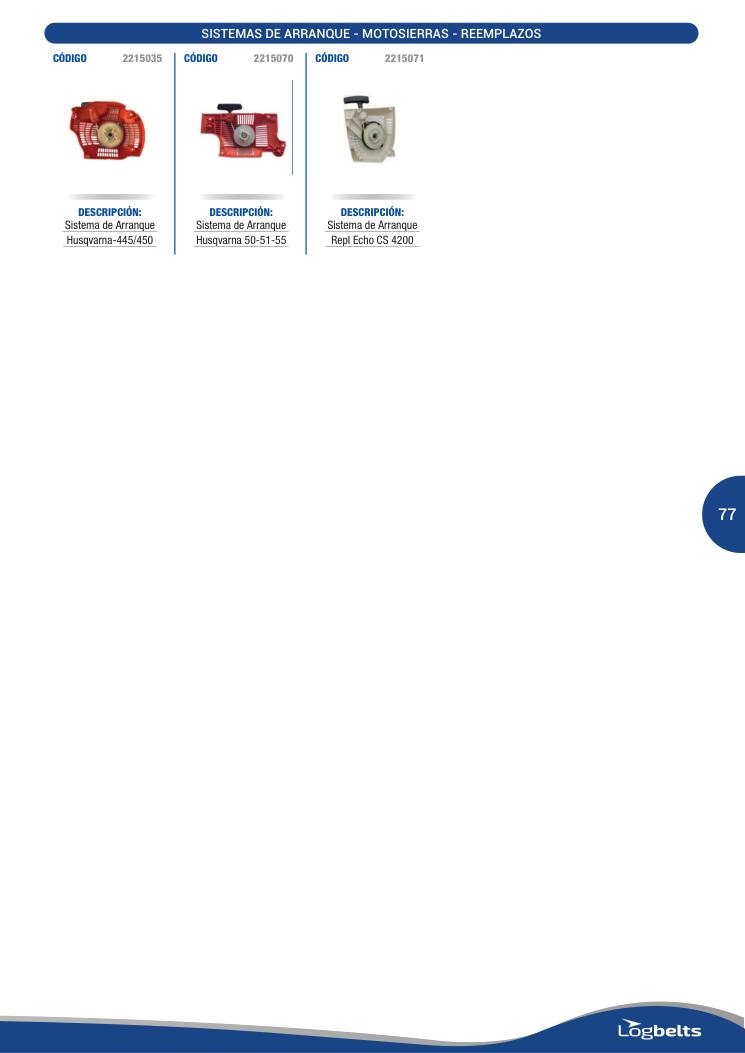 SISTEMAS DE ARRANQUE - MOTOSIERRAS - REEMPLAZOS
CÓDIGO 2215035
DESCRIPCIÓN:
Sistema de Arranque
Husqvarna-445/450
CÓDIGO 2215070
DESCRIPCIÓN:
Sistema de Arranque
Husqvarna 50-51-55
CÓDIGO 2215071
DESCRIPCIÓN:
Sistema de Arranque
Repl Echo CS 4200
77
Logbelts